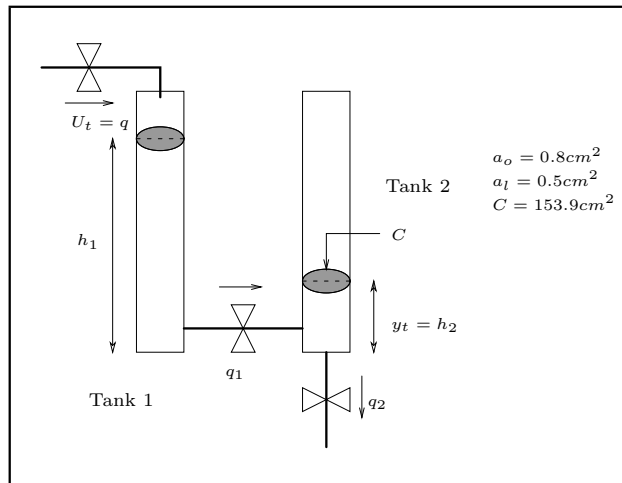 U_t = q
a_o = 0.8cm^2
a_l = 0.5cm^2
C = 153.9cm^2
Tank 2
h_1
C
y_t = h_2
q_1
q_2
Tank 1